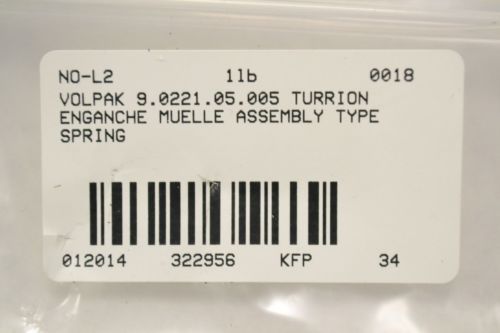 NO-L2 1lb 0018
VOLPAK 9.0221.05.005 TURRION
ENGANCHE MUELLE ASSEMBLY TYPE
SPRING
012014 322956 KFP 34